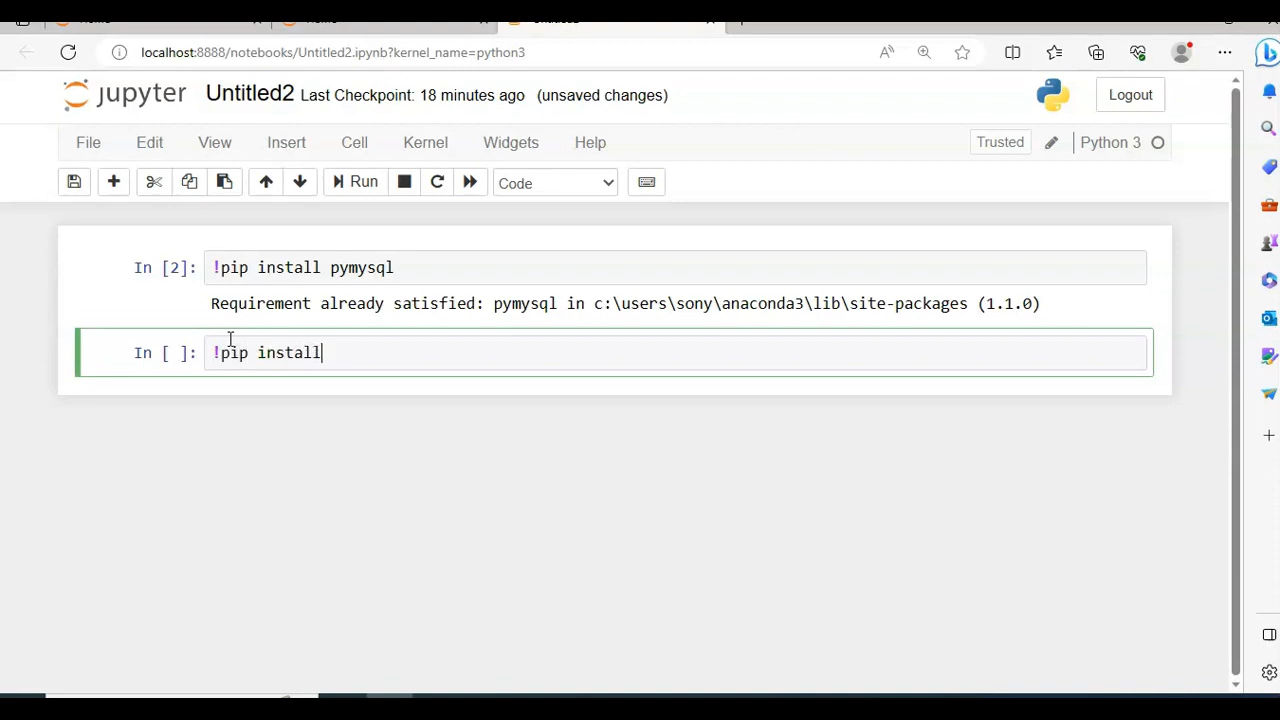 localhost:8888/notebooks/Untitled2.ipynb?kernel_name=python3
jupyter Untitled2 Last Checkpoint: 18 minutes ago (unsaved changes) Logout
File Edit View Insert Cell Kernel Widgets Help Trusted Python 3
Run Code
In [2]: !pip install pymysql
Requirement already satisfied: pymysql in c:\users\sony\anaconda3\lib\site-packages (1.1.0)
In [ ]: !pip install